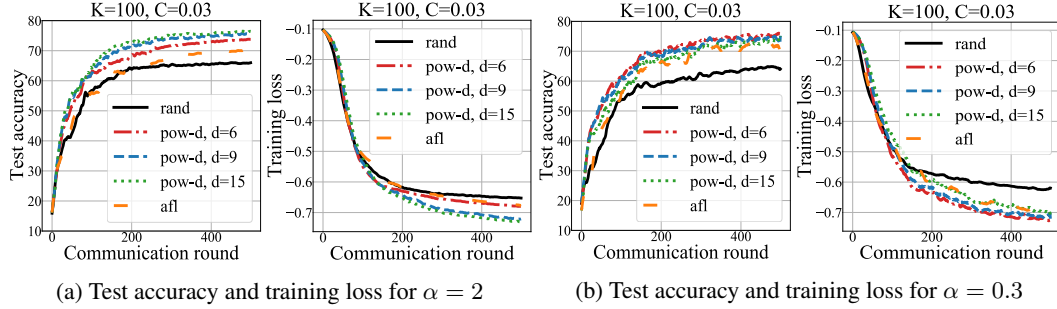 K=100, C=0.03
Test accuracy
80
70
60
50
40
30
20
10
0
200
400
Communication round
rand
pow-d, d=6
pow-d, d=9
pow-d, d=15
afl
K=100, C=0.03
Training loss
−0.1
−0.2
−0.3
−0.4
−0.5
−0.6
−0.7
0
200
400
Communication round
rand
pow-d, d=6
pow-d, d=9
pow-d, d=15
afl
(a) Test accuracy and training loss for α = 2
K=100, C=0.03
Test accuracy
80
70
60
50
40
30
20
10
0
200
400
Communication round
rand
pow-d, d=6
pow-d, d=9
pow-d, d=15
afl
K=100, C=0.03
Training loss
−0.1
−0.2
−0.3
−0.4
−0.5
−0.6
−0.7
0
200
400
Communication round
rand
pow-d, d=6
pow-d, d=9
pow-d, d=15
afl
(b) Test accuracy and training loss for α = 0.3